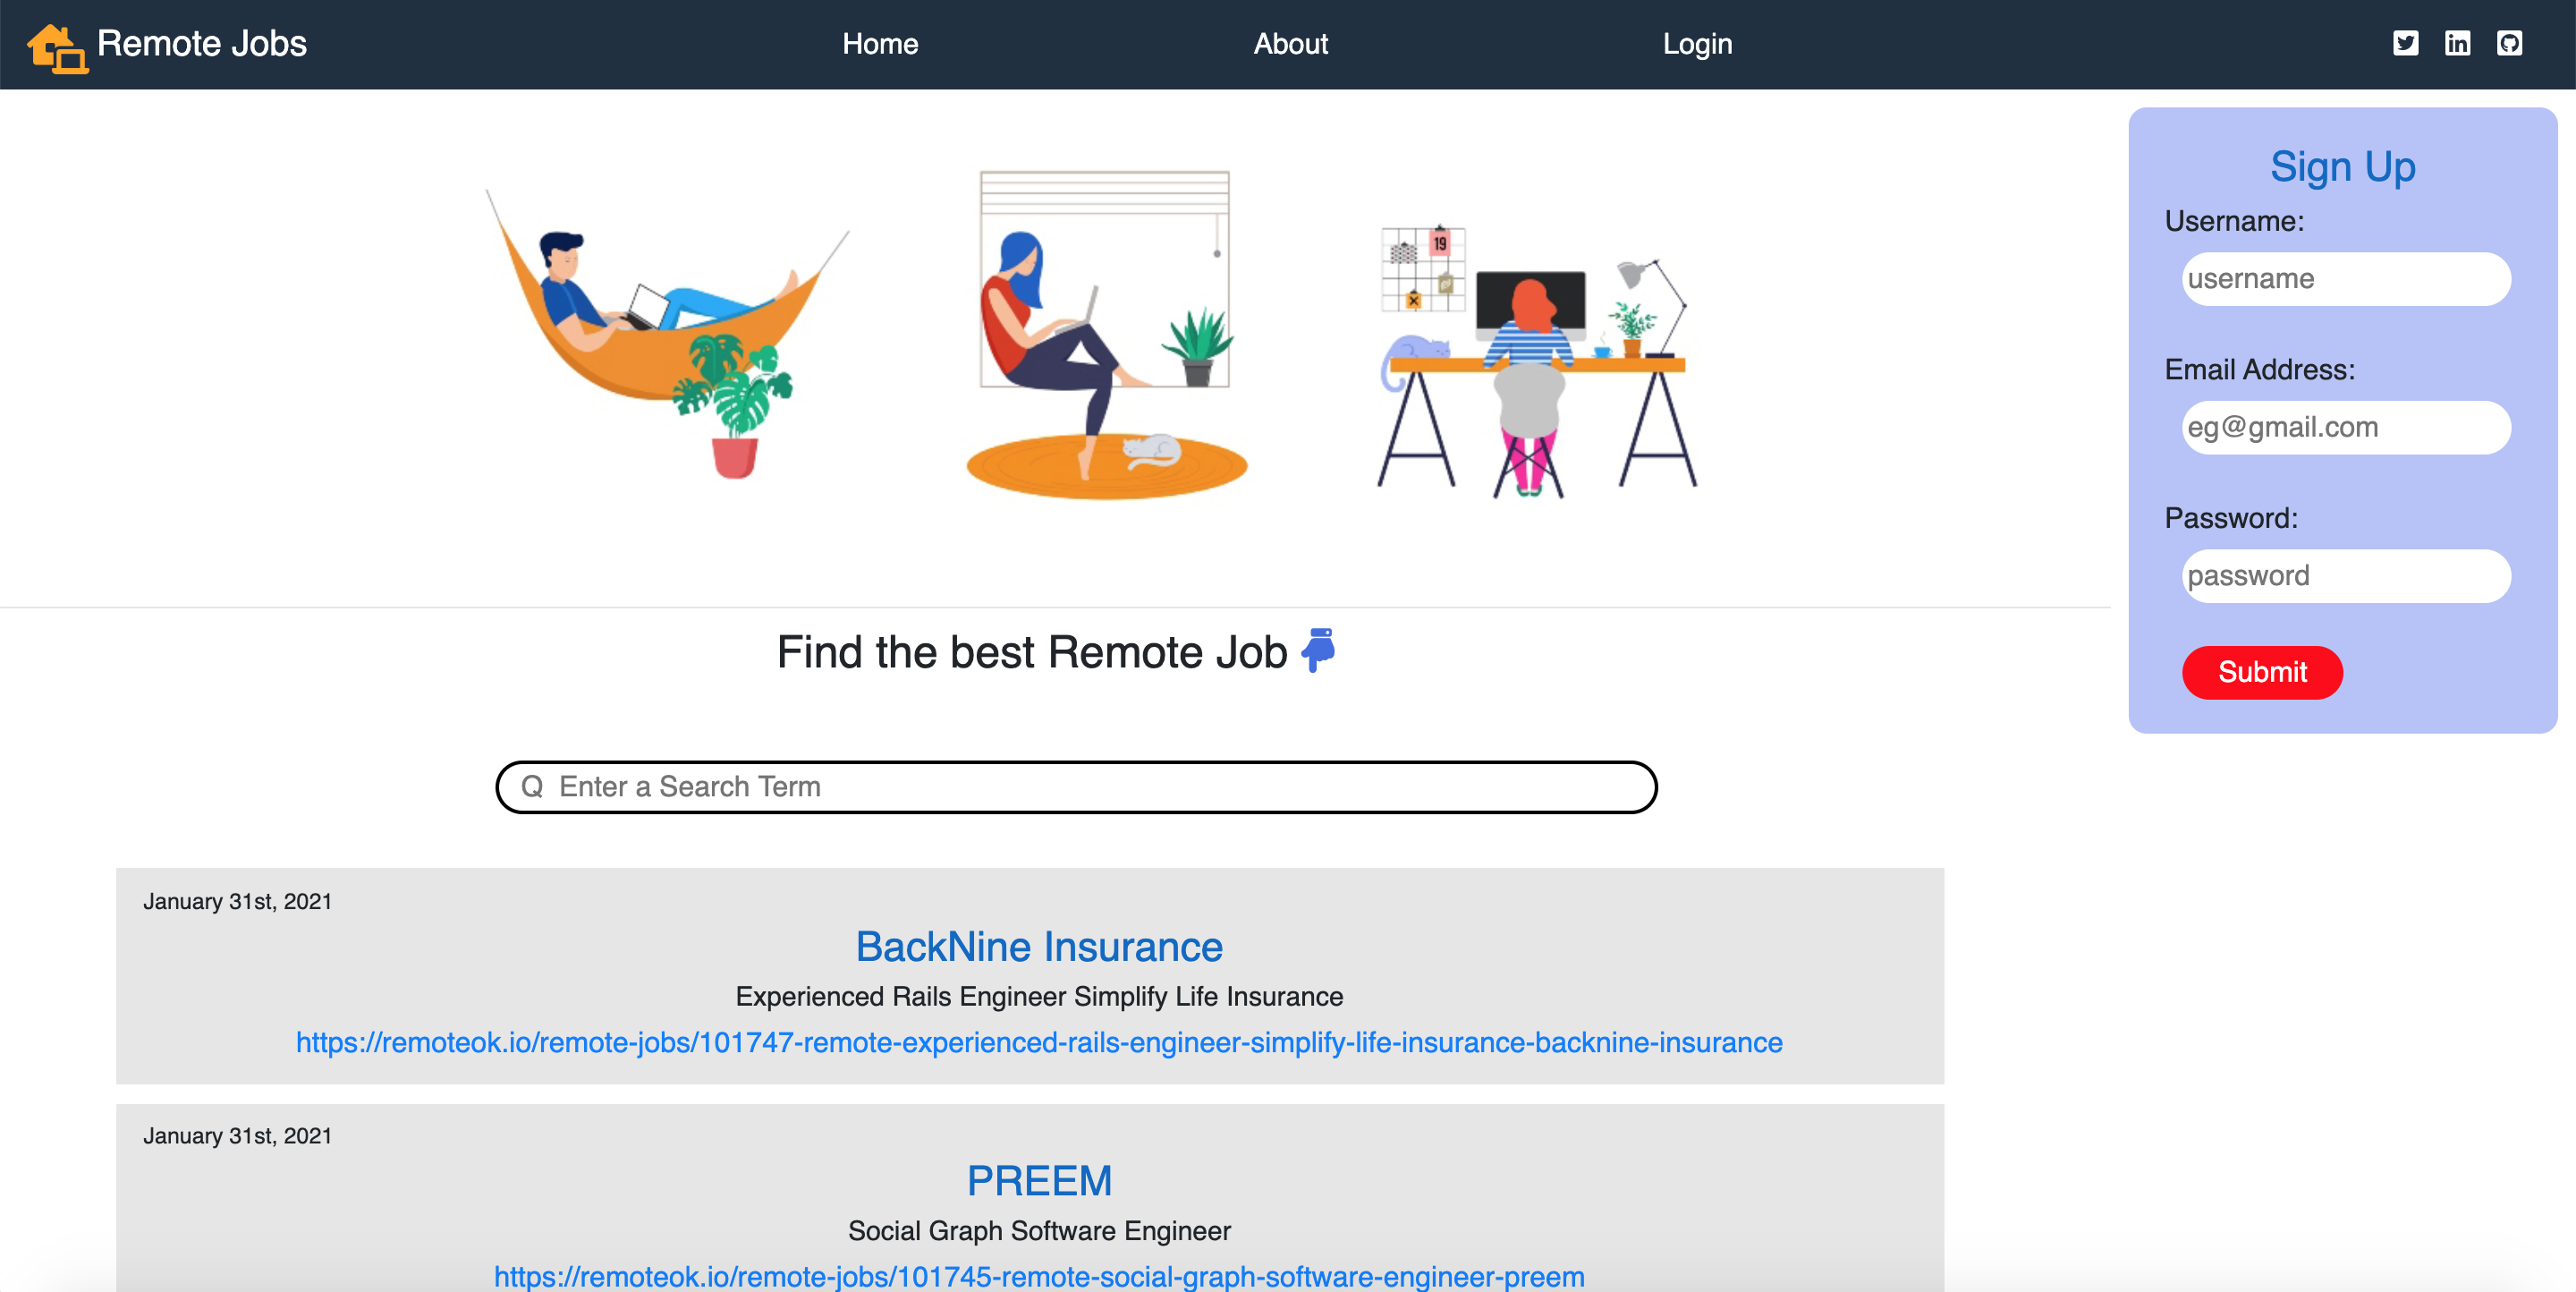 Remote Jobs
Home
About
Login
19
Sign Up
Username:
username
Email Address:
eg@gmail.com
Password:
password
Submit
Find the best Remote Job
Q Enter a Search Term
January 31st, 2021
BackNine Insurance
Experienced Rails Engineer Simplify Life Insurance
https://remoteok.io/remote-jobs/101747-remote-experienced-rails-engineer-simplify-life-insurance-backnine-insurance
January 31st, 2021
PREEM
Social Graph Software Engineer
https://remoteok.io/remote-jobs/101745-remote-social-graph-software-engineer-preem